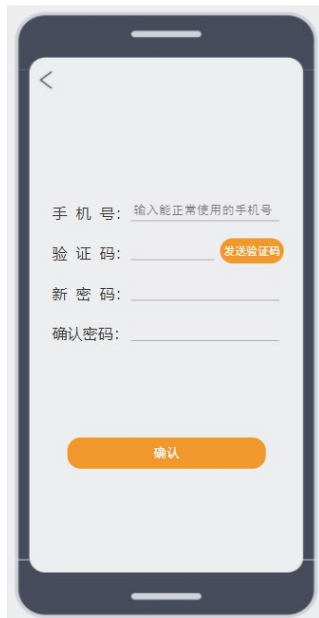 手 机 号: 输入能正常使用的手机号
验 证 码: 发送验证码
新 密 码:
确认密码:
确认